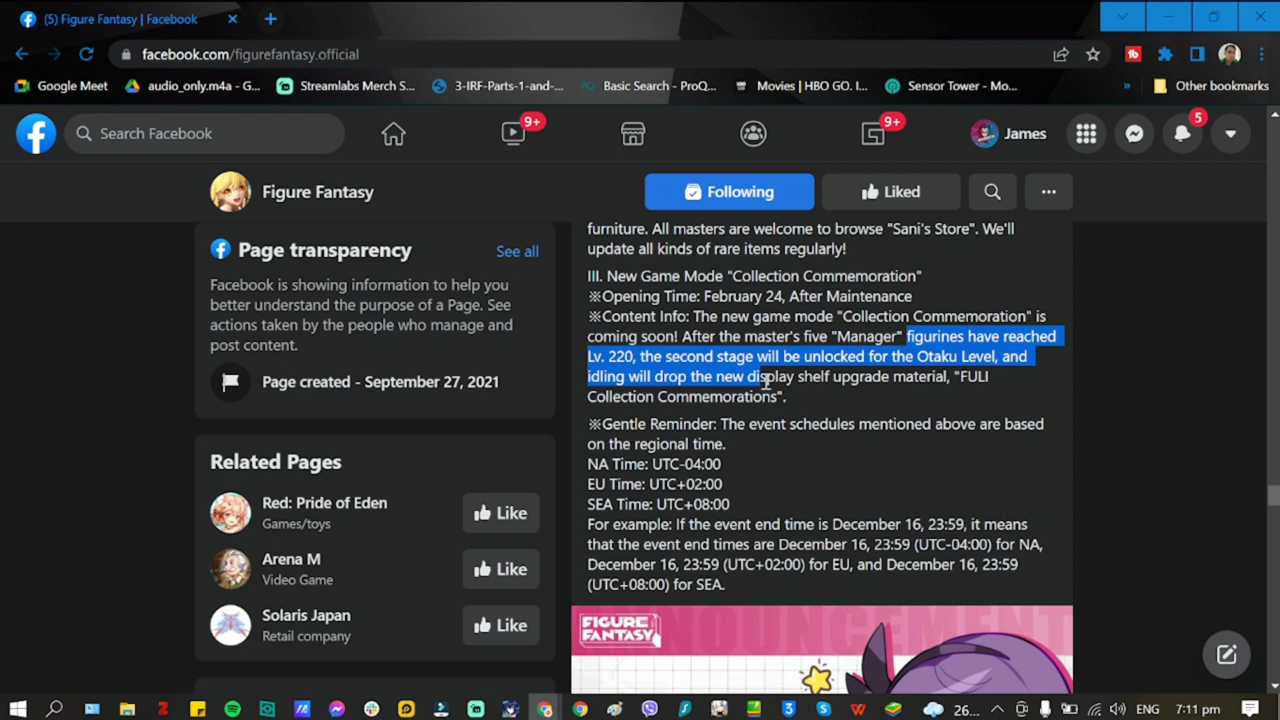 (5) Figure Fantasy | Facebook
facebook.com/figurefantasy.official
Google Meet
audio_only.m4a - G...
Streamlabs Merch S...
3-IRF-Parts-1-and-...
Basic Search - ProQ...
Movies | HBO GO. I...
Sensor Tower - Mo...
»
Other bookmarks
Search Facebook
9+
9+
James
5
Figure Fantasy
Following
Liked
Page transparency
See all
Facebook is showing information to help you
better understand the purpose of a Page. See
actions taken by the people who manage and
post content.
Page created - September 27, 2021
Related Pages
Red: Pride of Eden
Games/toys
Like
Arena M
Video Game
Like
Solaris Japan
Retail company
Like
furniture. All masters are welcome to browse "Sani's Store". We'll
update all kinds of rare items regularly!
III. New Game Mode "Collection Commemoration"
※Opening Time: February 24, After Maintenance
※Content Info: The new game mode "Collection Commemoration" is
coming soon! After the master's five "Manager" figurines have reached
Lv. 220, the second stage will be unlocked for the Otaku Level, and
idling will drop the new display shelf upgrade material, "FULI
Collection Commemorations".
※Gentle Reminder: The event schedules mentioned above are based
on the regional time.
NA Time: UTC-04:00
EU Time: UTC+02:00
SEA Time: UTC+08:00
For example: If the event end time is December 16, 23:59, it means
that the event end times are December 16, 23:59 (UTC-04:00) for NA,
December 16, 23:59 (UTC+02:00) for EU, and December 16, 23:59
(UTC+08:00) for SEA.
ANNOUNCEMENT
FIGURE
FANTASY
26...
ENG
7:11 pm